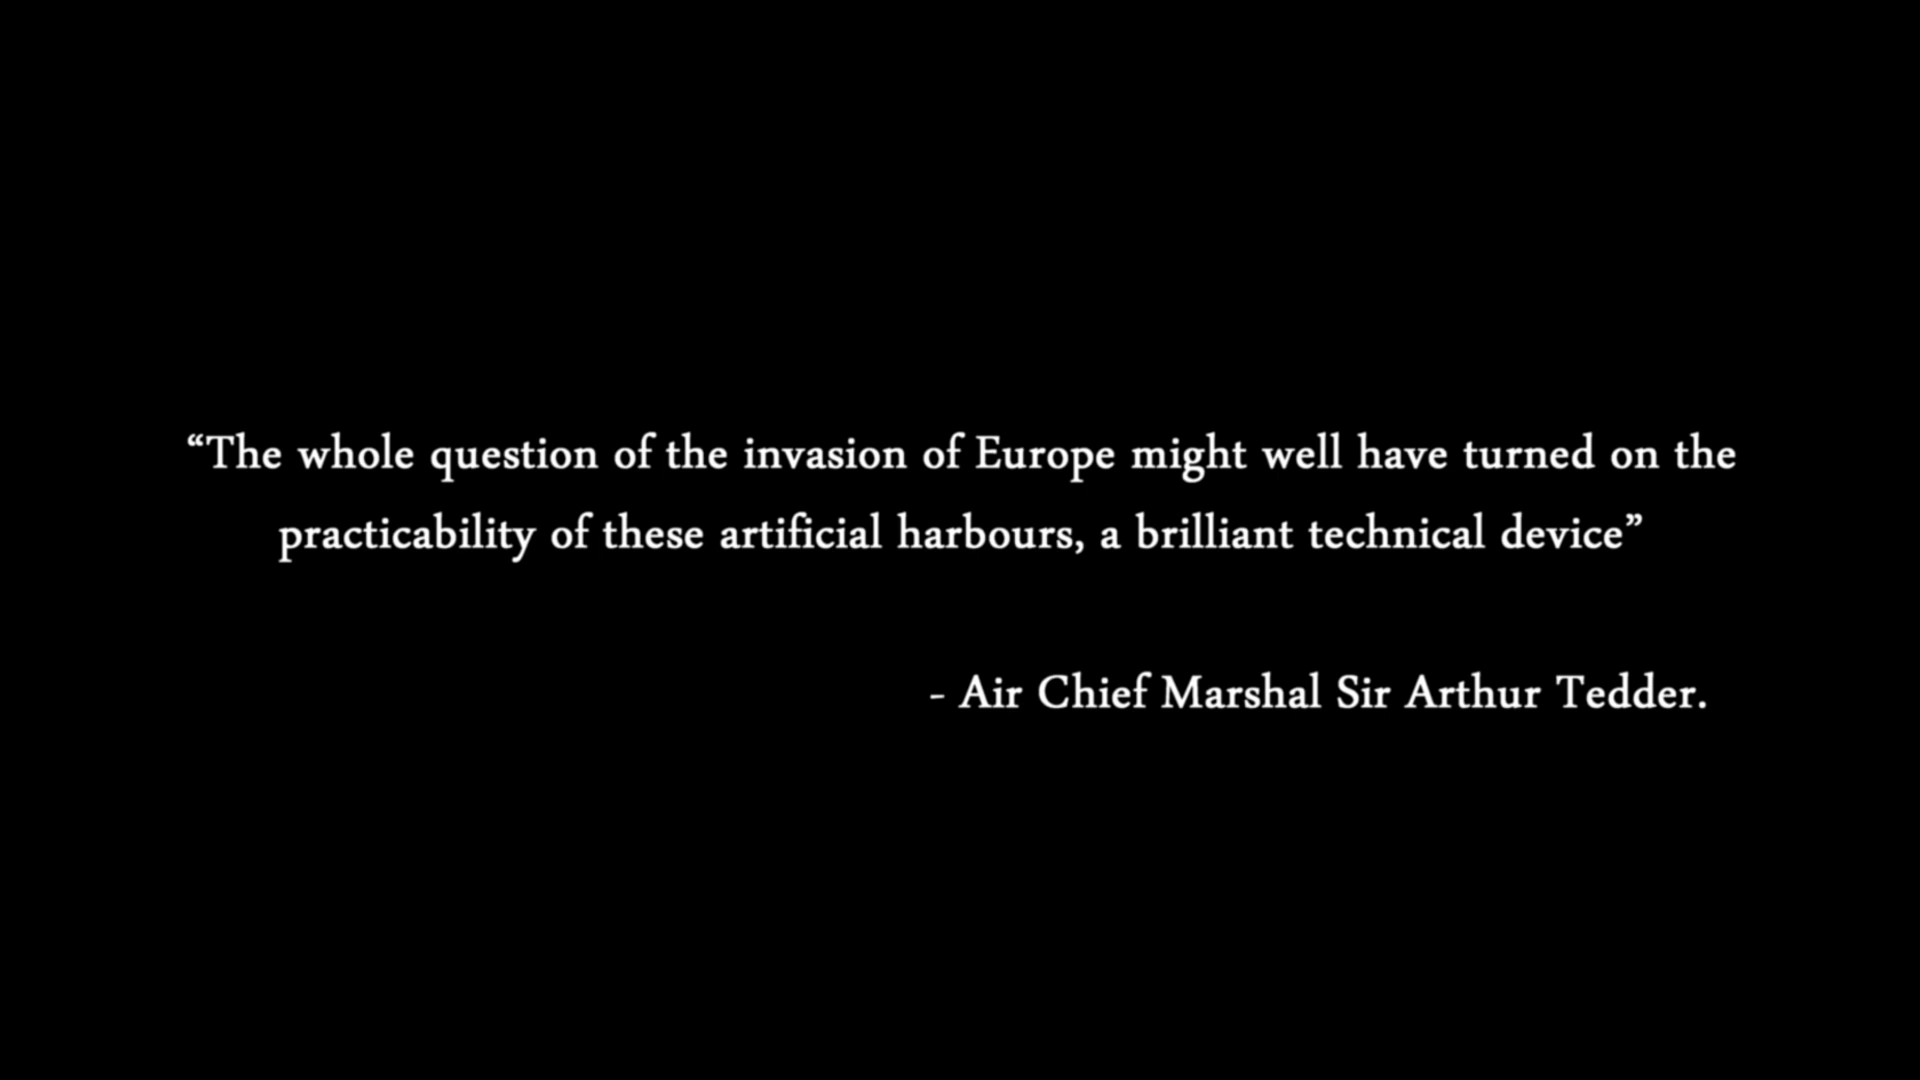 “The whole question of the invasion of Europe might well have turned on the
practicability of these artificial harbours, a brilliant technical device”
- Air Chief Marshal Sir Arthur Tedder.